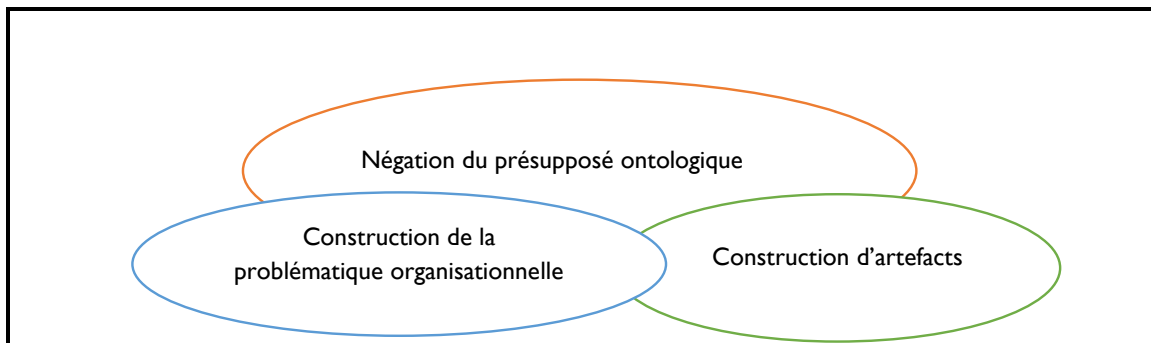 Négation du présupposé ontologique
Construction de la
problématique organisationnelle
Construction d’artefacts